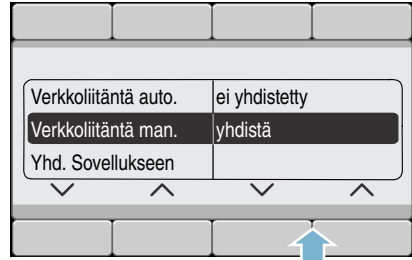 Verkkoliitäntä auto. ei yhdistetty
Verkkoliitäntä man. yhdistä
Yhd. Sovellukseen